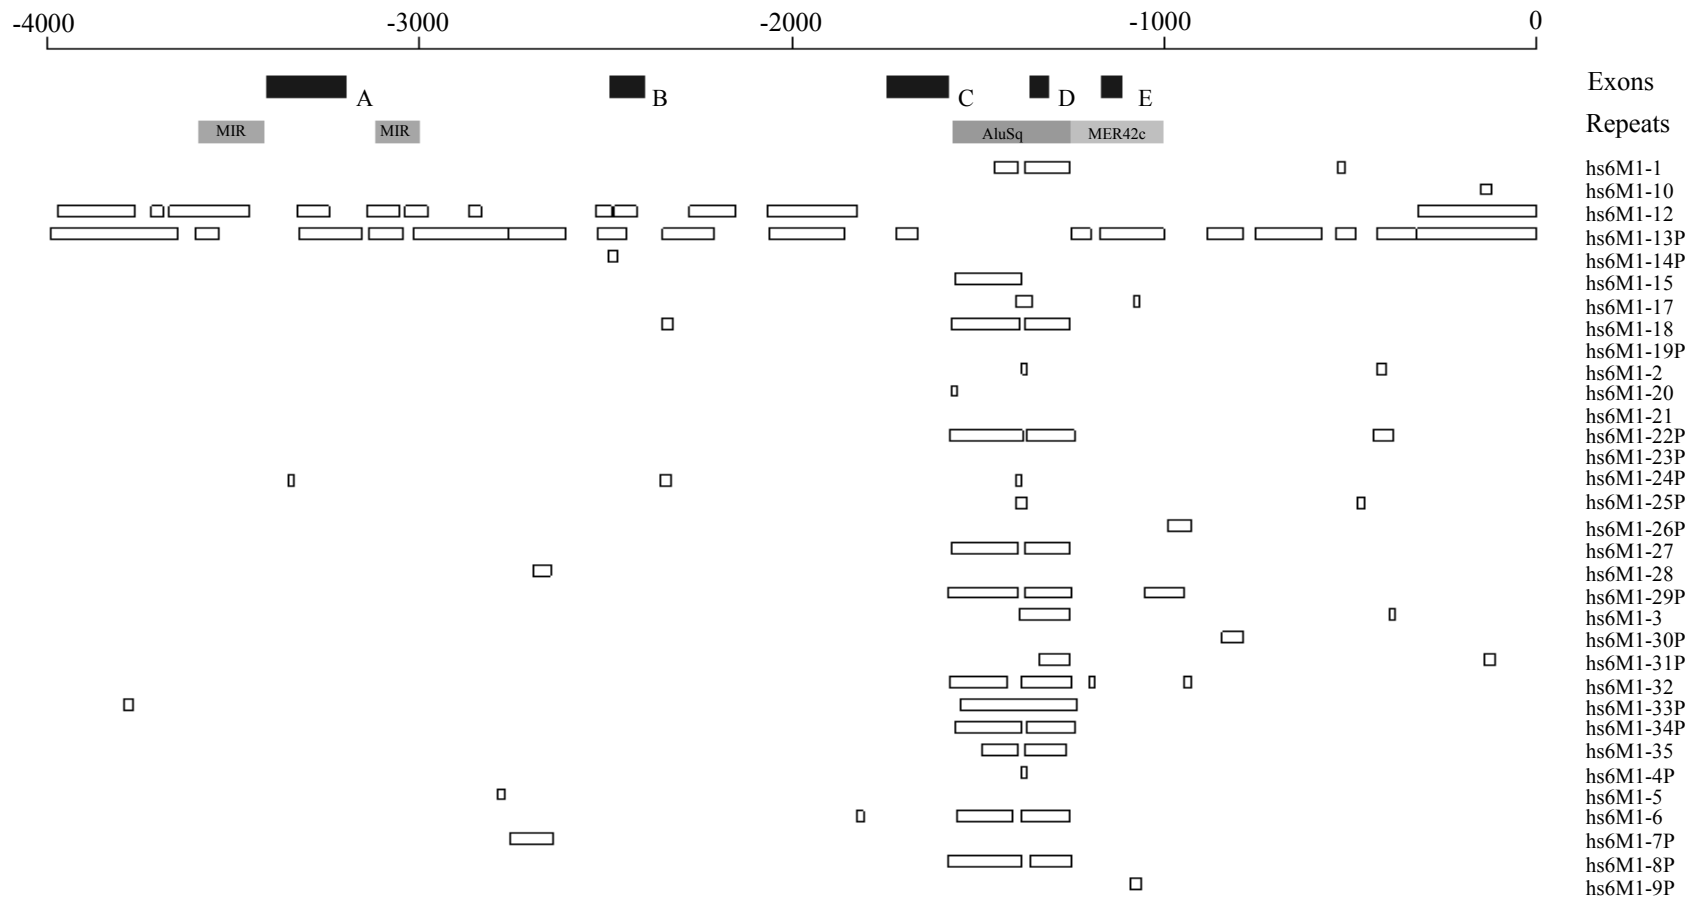 -4000 -3000 -2000 -1000 0
A B C D E Exons
MIR MIR AluSq MER42c Repeats
hs6M1-1
hs6M1-10
hs6M1-12
hs6M1-13P
hs6M1-14P
hs6M1-15
hs6M1-17
hs6M1-18
hs6M1-19P
hs6M1-2
hs6M1-20
hs6M1-21
hs6M1-22P
hs6M1-23P
hs6M1-24P
hs6M1-25P
hs6M1-26P
hs6M1-27
hs6M1-28
hs6M1-29P
hs6M1-3
hs6M1-30P
hs6M1-31P
hs6M1-32
hs6M1-33P
hs6M1-34P
hs6M1-35
hs6M1-4P
hs6M1-5
hs6M1-6
hs6M1-7P
hs6M1-8P
hs6M1-9P